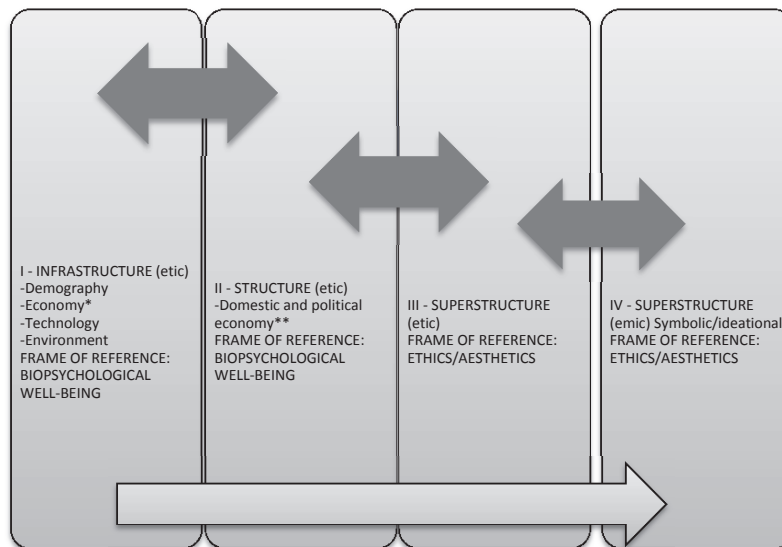 I - INFRASTRUCTURE (etic)
-Demography
-Economy*
-Technology
-Environment
FRAME OF REFERENCE:
BIOPSYCHOLOGICAL
WELL-BEING
II - STRUCTURE (etic)
-Domestic and political
economy**
FRAME OF REFERENCE:
BIOPSYCHOLOGICAL
WELL-BEING
III - SUPERSTRUCTURE
(etic)
FRAME OF REFERENCE:
ETHICS/AESTHETICS
IV - SUPERSTRUCTURE
(emic) Symbolic/ideational
FRAME OF REFERENCE:
ETHICS/AESTHETICS